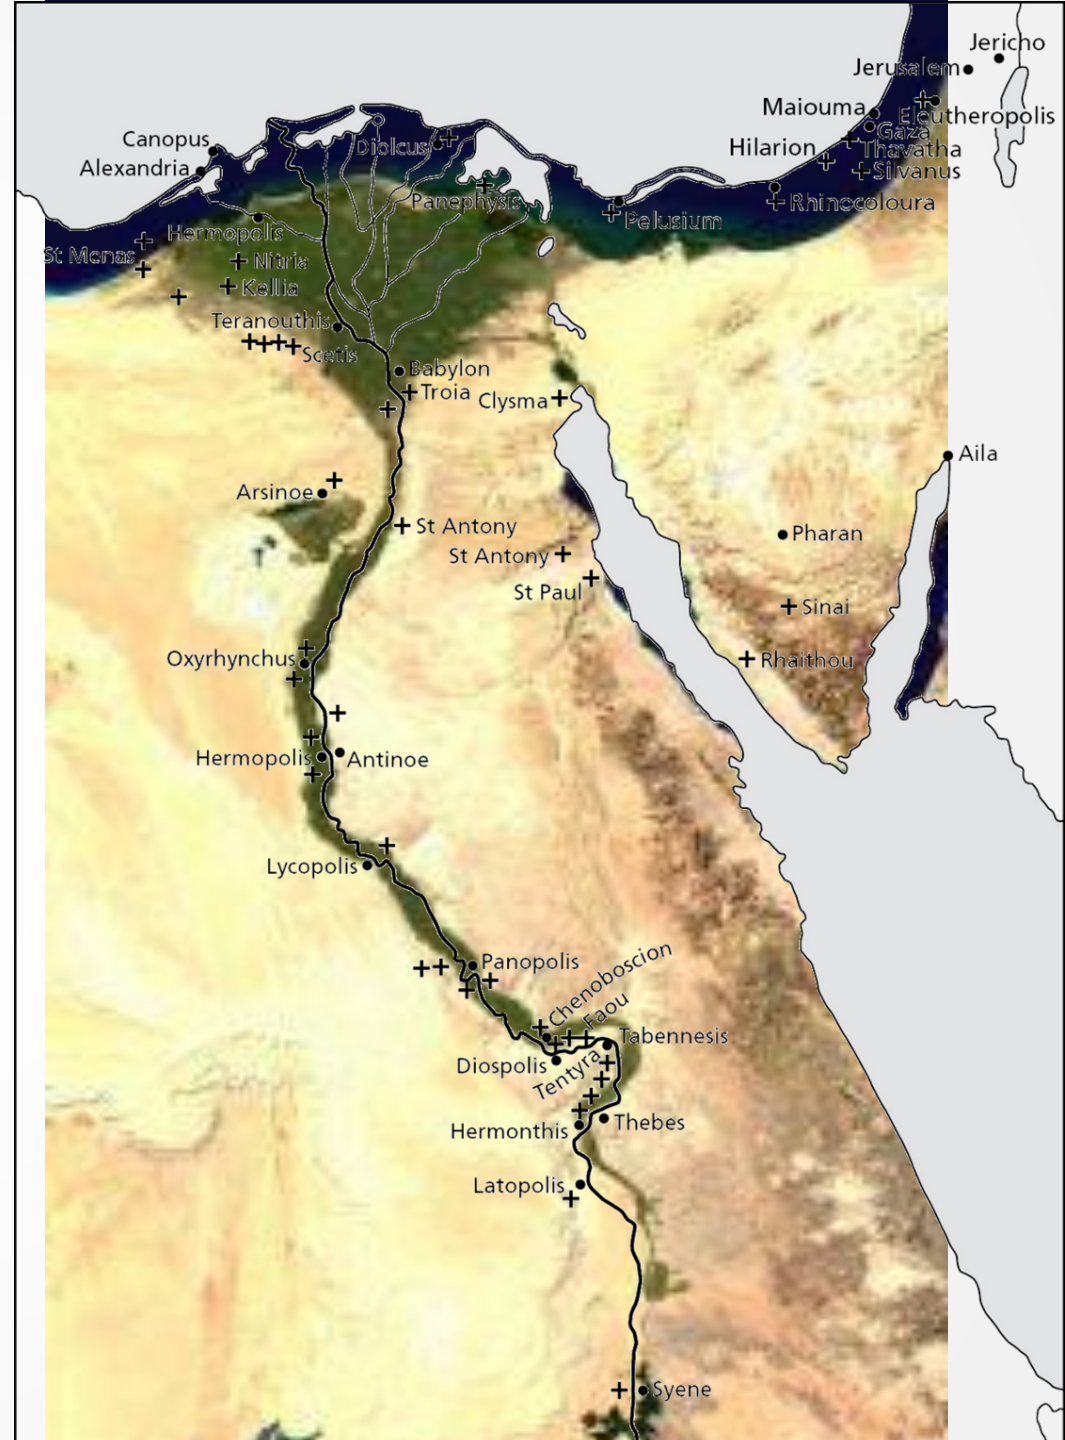 Jericho
Jerusalem
Maiouma
Eleutheropolis
Gaza
Canopus
Diolcus
Hilarion
Thavatha
Alexandria
Silvanus
Panephysis
Rhinocoloura
Pelusium
Hermopolis
St Menas
Nitria
Kellia
Teranouthis
Scetis
Babylon
Troia
Clysma
Aila
Arsinoe
St Antony
Pharan
St Antony
St Paul
Sinai
Oxyrhynchus
Rhaithou
Hermopolis
Antinoe
Lycopolis
Panopolis
Chenoboscion
Faou
Tabennesis
Diospolis
Tentyra
Thebes
Hermonthis
Latopolis
Syene